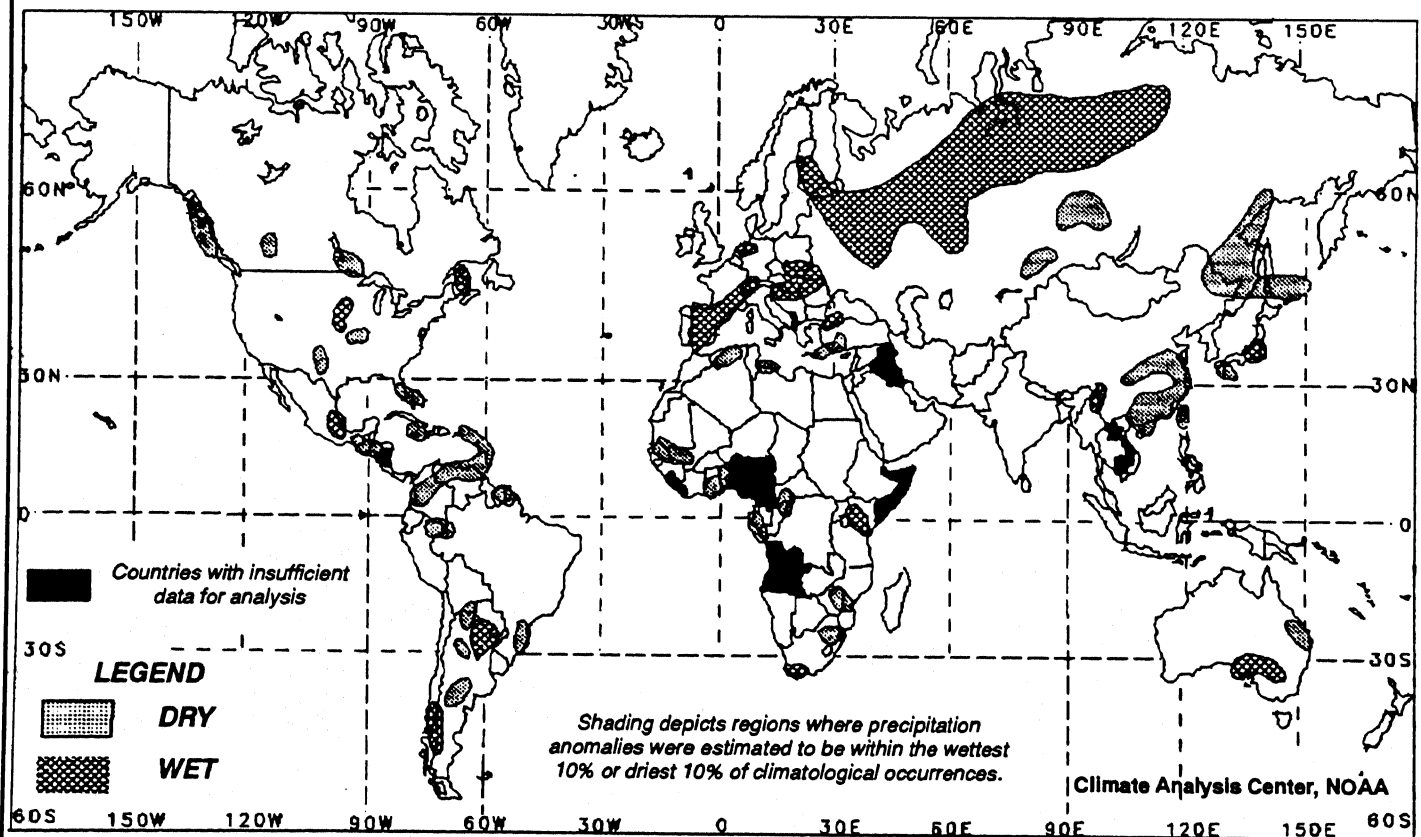 150W 120W 90W 60W 30W 0 30E 60E 90E 120E 150E
60N 60N
30N 30N
0 0
Countries with insufficient
data for analysis
30S 30S
LEGEND
DRY
WET
Shading depicts regions where precipitation
anomalies were estimated to be within the wettest
10% or driest 10% of climatological occurrences.
Climate Analysis Center, NOAA
60S 150W 120W 90W 60W 30W 0 30E 60E 90E 120E 150E 60S